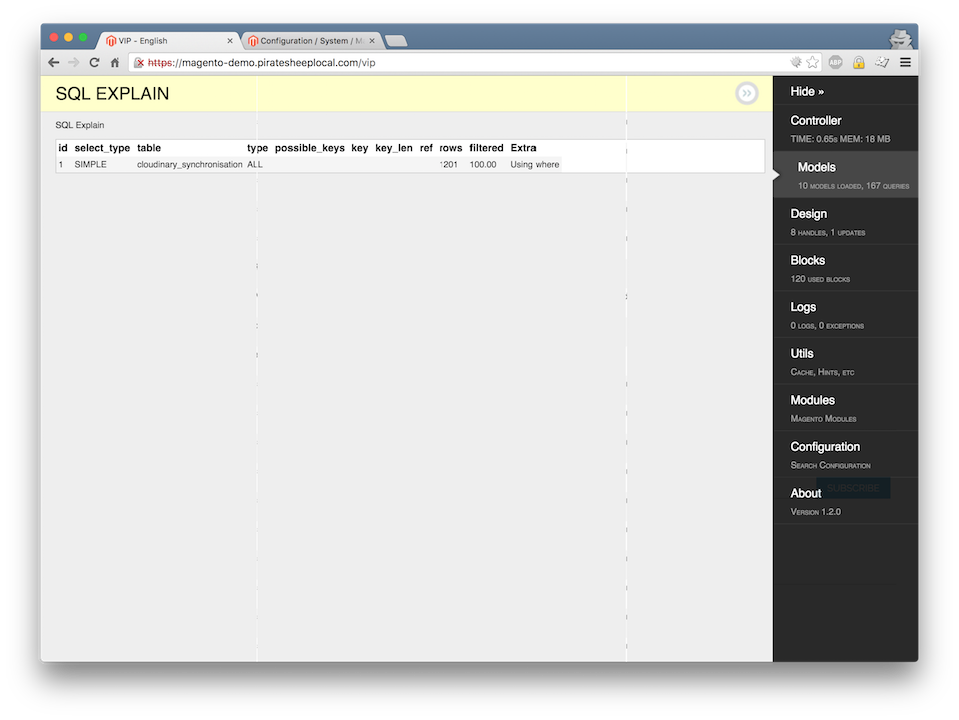 VIP - English
Configuration / System / M
https://magento-demo.piratesheeplocal.com/vip
ABP
SQL EXPLAIN
SQL Explain
id select_type table type possible_keys key key_len ref rows filtered Extra
1 SIMPLE cloudinary_synchronisation ALL 1201 100.00 Using where
Hide »
Controller
TIME: 0.65s MEM: 18 MB
Models
10 MODELS LOADED, 167 QUERIES
Design
8 HANDLES, 1 UPDATES
Blocks
120 USED BLOCKS
Logs
0 LOGS, 0 EXCEPTIONS
Utils
CACHE, HINTS, ETC
Modules
MAGENTO MODULES
Configuration
SEARCH CONFIGURATION
SUBSCRIBE
About
VERSION 1.2.0